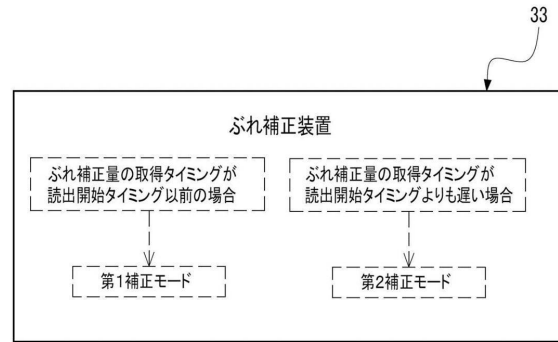 33
ぶれ補正装置
ぶれ補正量の取得タイミングが
読出開始タイミング以前の場合
ぶれ補正量の取得タイミングが
読出開始タイミングよりも遅い場合
第1補正モード
第2補正モード